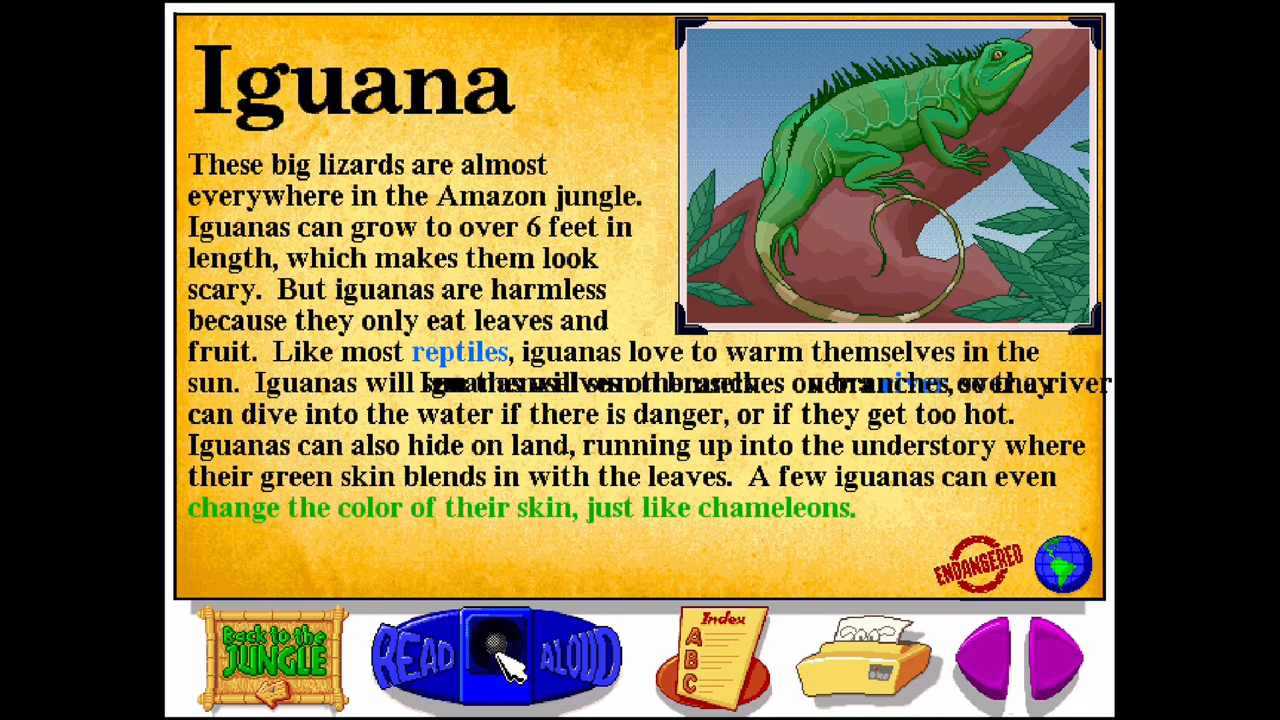 Iguana
These big lizards are almost
everywhere in the Amazon jungle.
Iguanas can grow to over 6 feet in
length, which makes them look
scary.  But iguanas are harmless
because they only eat leaves and
fruit.  Like most reptiles, iguanas love to warm themselves in the
sun.  Iguanas will
can dive into the water if there is danger, or if they get too hot.
Iguanas can also hide on land, running up into the understory where
their green skin blends in with the leaves.  A few iguanas can even
change the color of their skin, just like chameleons.
ENDANGERED
Back to the
JUNGLE
READ ALOUD
Index
A
B
C